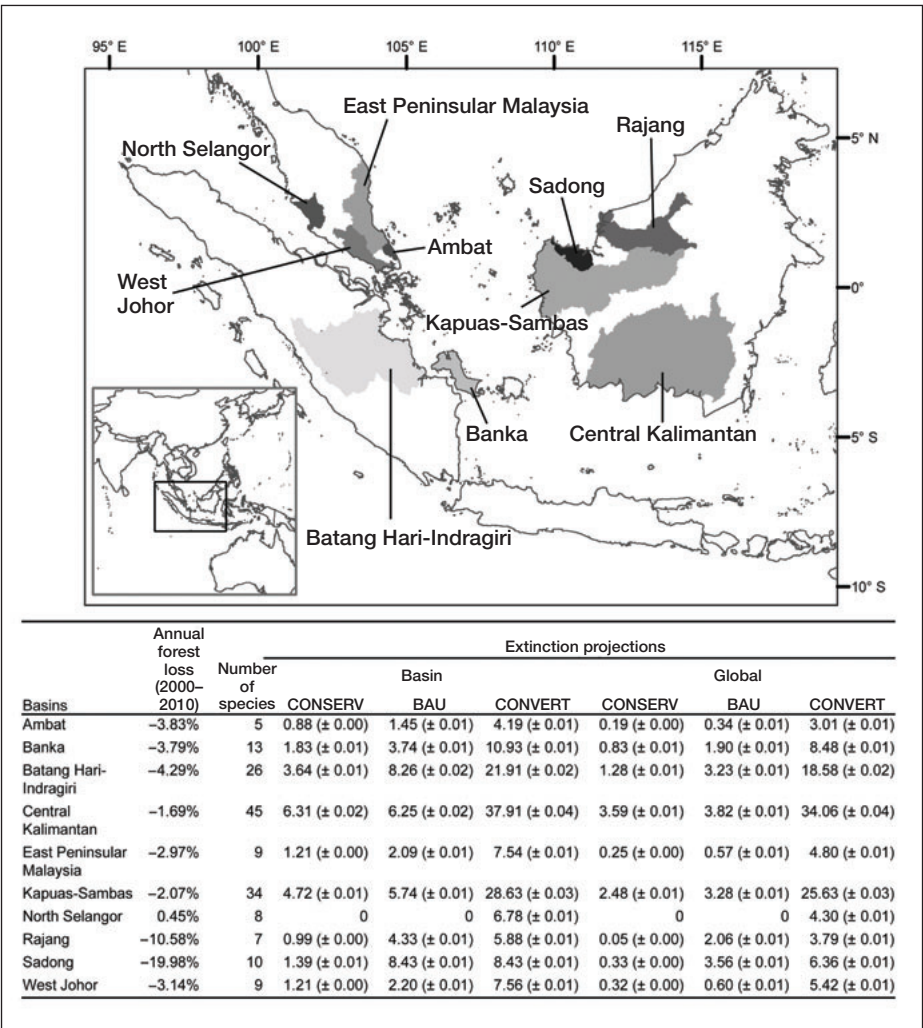 95° E 100° E 105° E 110° E 115° E
East Peninsular Malaysia
Rajang
5° N
North Selangor
Sadong
Ambat
West
Johor
0°
Kapuas-Sambas
Banka
Central Kalimantan
5° S
Batang Hari-Indragiri
10° S
Annual
forest
loss
(2000–
2010)
Number
of
species
Extinction projections
Basin Global
Basins CONSERV BAU CONVERT CONSERV BAU CONVERT
Ambat −3.83% 5 0.88 (± 0.00) 1.45 (± 0.01) 4.19 (± 0.01) 0.19 (± 0.00) 0.34 (± 0.01) 3.01 (± 0.01)
Banka −3.79% 13 1.83 (± 0.01) 3.74 (± 0.01) 10.93 (± 0.01) 0.83 (± 0.01) 1.90 (± 0.01) 8.48 (± 0.01)
Batang Hari- −4.29% 26 3.64 (± 0.01) 8.26 (± 0.02) 21.91 (± 0.02) 1.28 (± 0.01) 3.23 (± 0.01) 18.58 (± 0.02)
Indragiri
Central −1.69% 45 6.31 (± 0.02) 6.25 (± 0.02) 37.91 (± 0.04) 3.59 (± 0.01) 3.82 (± 0.01) 34.06 (± 0.04)
Kalimantan
East Peninsular −2.97% 9 1.21 (± 0.00) 2.09 (± 0.01) 7.54 (± 0.01) 0.25 (± 0.00) 0.57 (± 0.01) 4.80 (± 0.01)
Malaysia
Kapuas-Sambas −2.07% 34 4.72 (± 0.01) 5.74 (± 0.01) 28.63 (± 0.03) 2.48 (± 0.01) 3.28 (± 0.01) 25.63 (± 0.03)
North Selangor 0.45% 8 0 0 6.78 (± 0.01) 0 0 4.30 (± 0.01)
Rajang −10.58% 7 0.99 (± 0.00) 4.33 (± 0.01) 5.88 (± 0.01) 0.05 (± 0.00) 2.06 (± 0.01) 3.79 (± 0.01)
Sadong −19.98% 10 1.39 (± 0.01) 8.43 (± 0.01) 8.43 (± 0.01) 0.33 (± 0.00) 3.56 (± 0.01) 6.36 (± 0.01)
West Johor −3.14% 9 1.21 (± 0.00) 2.20 (± 0.01) 7.56 (± 0.01) 0.32 (± 0.00) 0.60 (± 0.01) 5.42 (± 0.01)